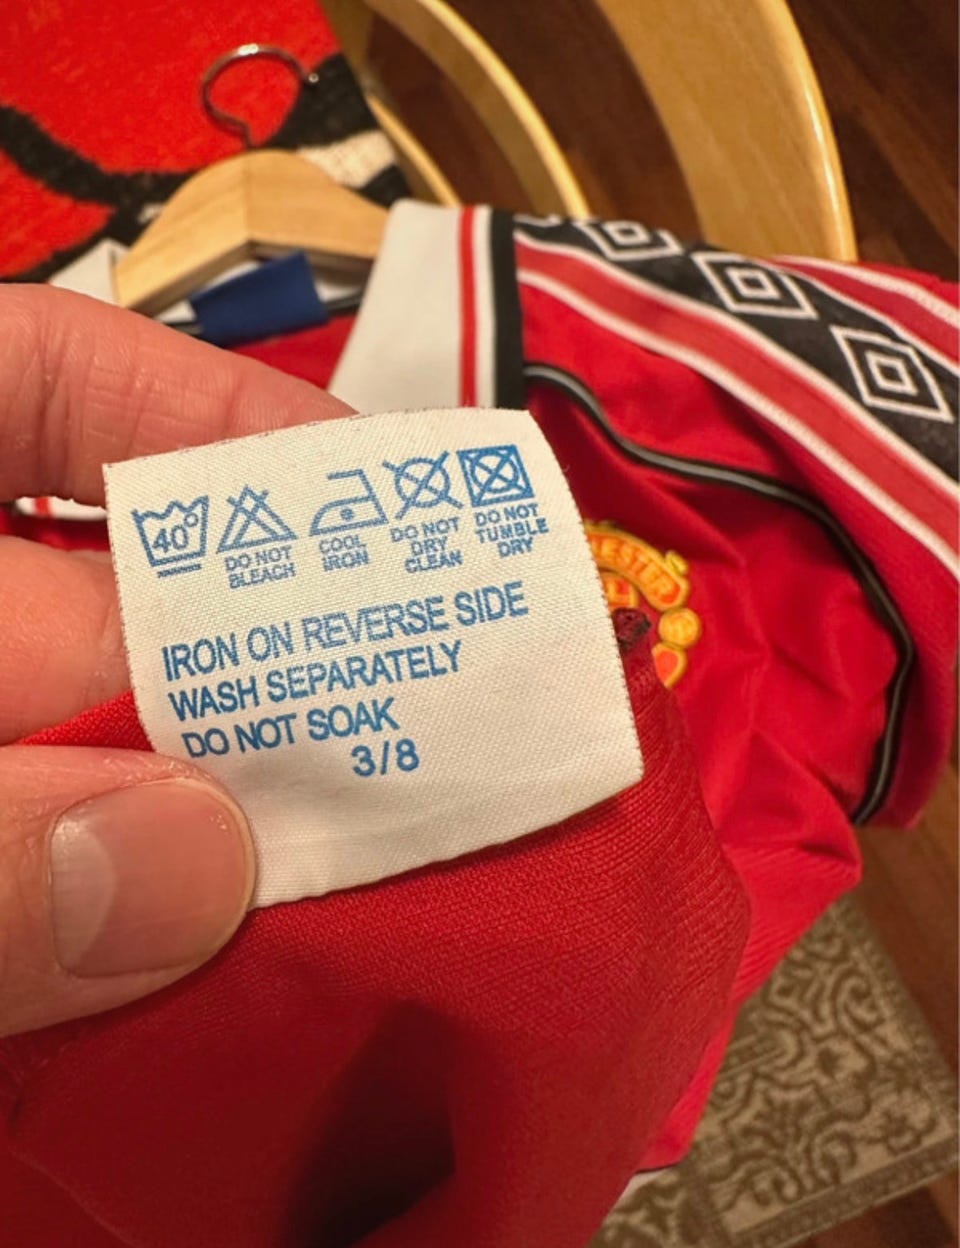 40°
DO NOT
BLEACH
COOL
IRON
DO NOT
DRY
CLEAN
DO NOT
TUMBLE
DRY
IRON ON REVERSE SIDE
WASH SEPARATELY
DO NOT SOAK
3/8